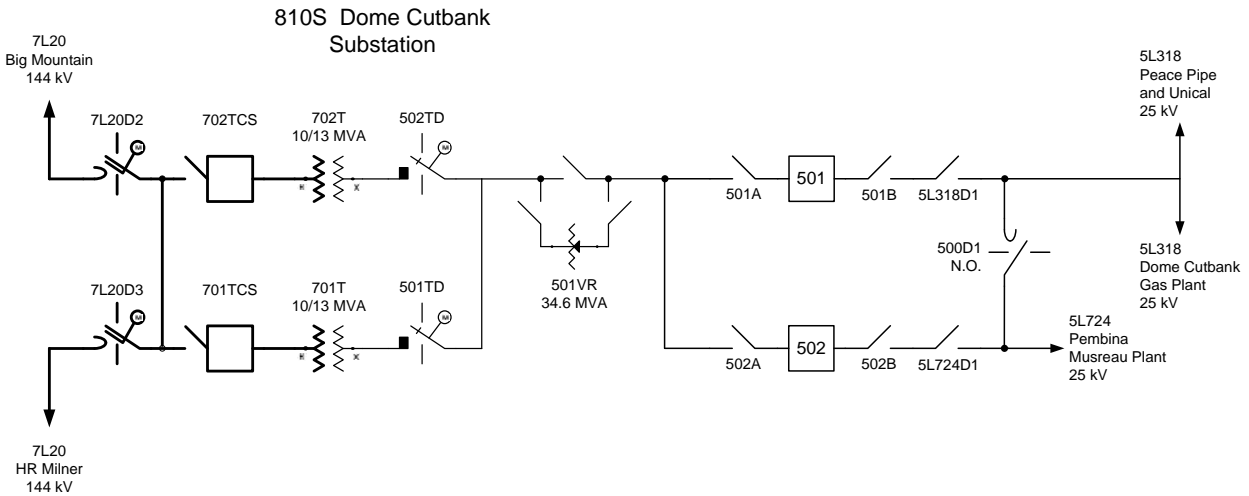 810S Dome Cutbank
Substation
7L20
Big Mountain
144 kV
7L20D2
M
702TCS
702T
10/13 MVA
H
X
502TD
M
7L20D3
M
701TCS
701T
10/13 MVA
H
X
501TD
M
7L20
HR Milner
144 kV
501VR
34.6 MVA
501A
501
501B
5L318D1
5L318
Peace Pipe
and Unical
25 kV
500D1
N.O.
5L318
Dome Cutbank
Gas Plant
25 kV
502A
502
502B
5L724D1
5L724
Pembina
Musreau Plant
25 kV